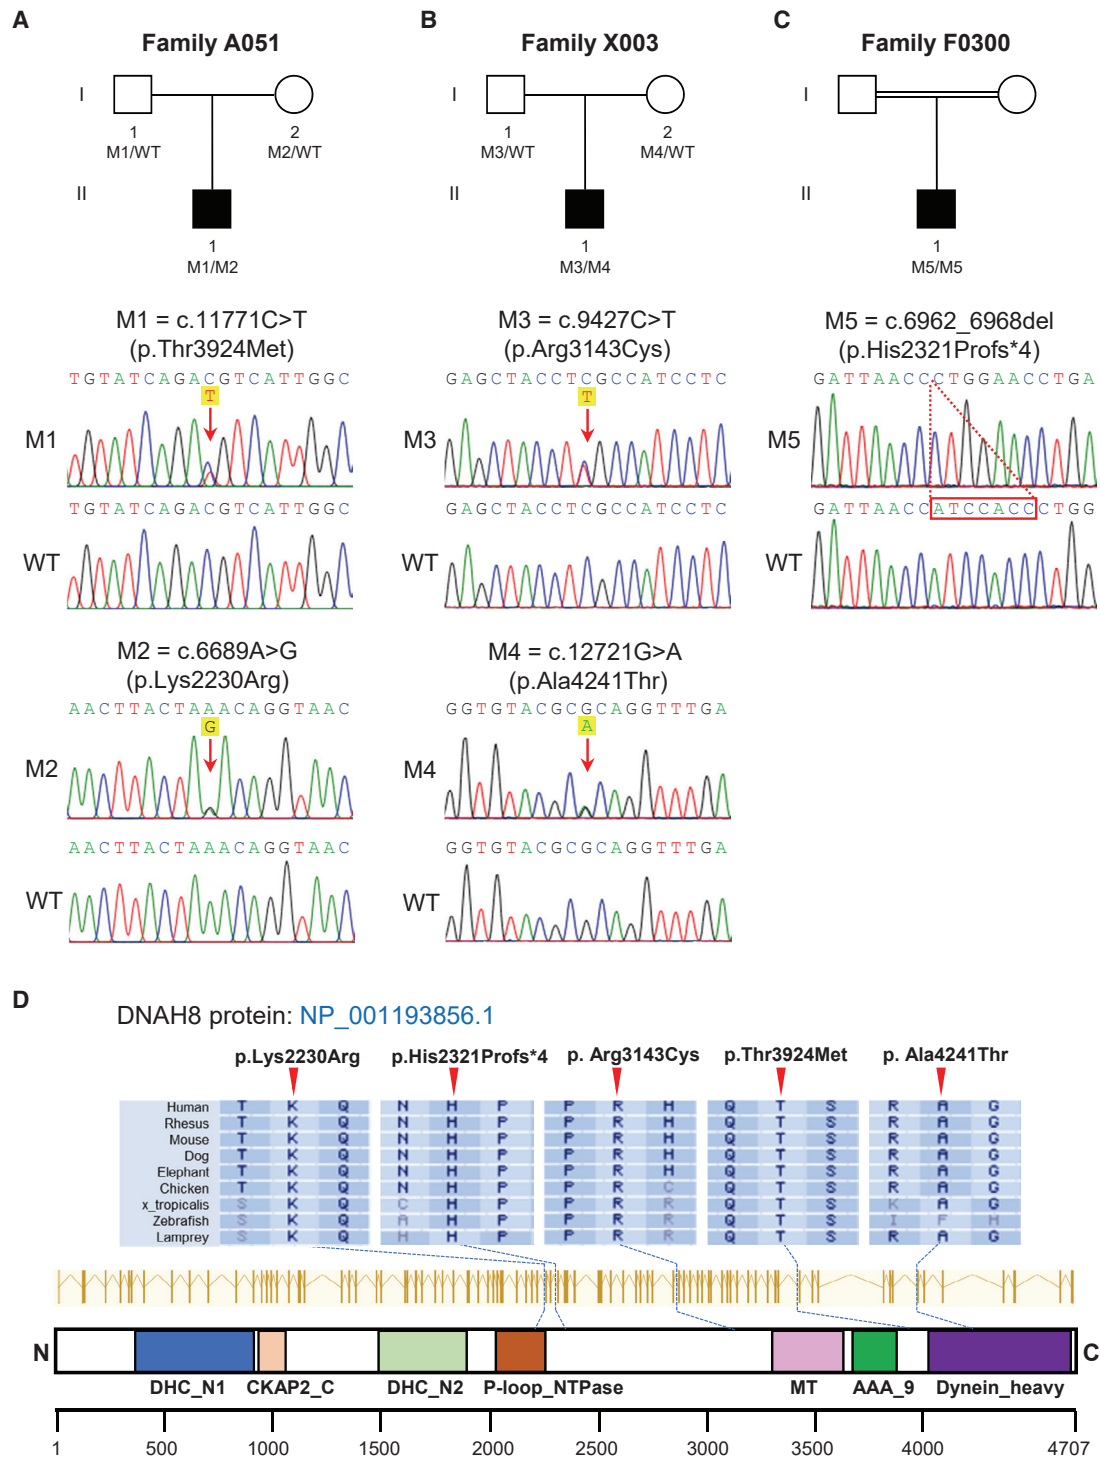 A
Family A051
I
1
M1/WT
2
M2/WT
II
1
M1/M2
M1 = c.11771C>T
(p.Thr3924Met)
TGTATCAGACGTCATTGGC
T
M1
TGTATCAGACGTCATTGGC
WT
M2 = c.6689A>G
(p.Lys2230Arg)
AACTTACTAAACAGGTAAC
G
M2
AACTTACTAAACAGGTAAC
WT
B
Family X003
I
1
M3/WT
2
M4/WT
II
1
M3/M4
M3 = c.9427C>T
(p.Arg3143Cys)
GAGCTACCTCGCCATCCTC
T
M3
GAGCTACCTCGCCATCCTC
WT
M4 = c.12721G>A
(p.Ala4241Thr)
GGTGTACGCGCAGGTTTGA
A
M4
GGTGTACGCGCAGGTTTGA
WT
C
Family F0300
I
II
1
M5/M5
M5 = c.6962_6968del
(p.His2321Profs*4)
GATTAACCCTGGAACCTGA
M5
GATTAACCATCCACCCTGG
WT
D
DNAH8 protein: NP_001193856.1
p.Lys2230Arg p.His2321Profs*4 p. Arg3143Cys p.Thr3924Met p. Ala4241Thr
Human T K Q N H P P R H Q T S R A G
Rhesus T K Q N H P P R H Q T S R A G
Mouse T K Q N H P P R H Q T S R A G
Dog T K Q N H P P R H Q T S R A G
Elephant T K Q N H P P R H Q T S R A G
Chicken T K Q N H P P R C Q T S R A G
x_tropicalis S K Q C H P P R R Q T S K A G
Zebrafish S K Q A H P P R R Q T S I F H
Lamprey S K Q H H P P R R Q T S R A G
N C
DHC_N1 CKAP2_C DHC_N2 P-loop_NTPase MT AAA_9 Dynein_heavy
1 500 1000 1500 2000 2500 3000 3500 4000 4707